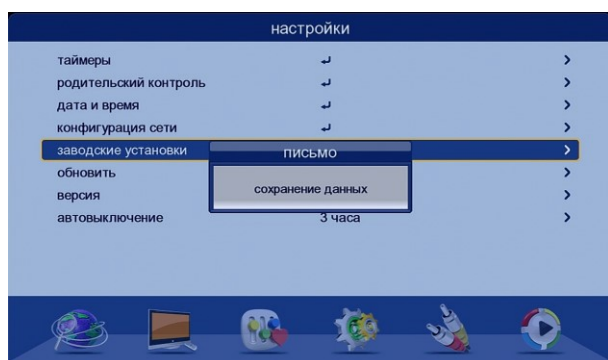 настройки
таймеры
родительский контроль
дата и время
конфигурация сети
заводские установки
письмо
обновить
сохранение данных
версия
автовыключение 3 часа